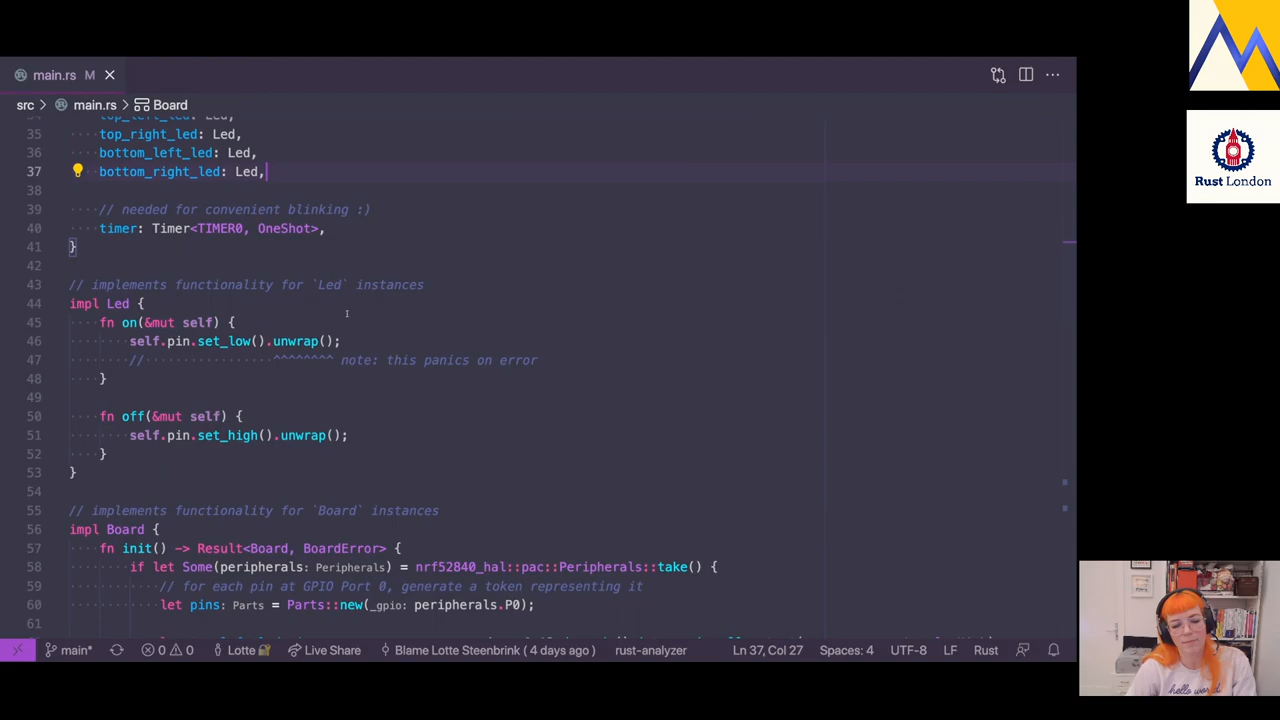 main.rs M
src > main.rs > Board
top_left_led: Led,
35 top_right_led: Led,
36 bottom_left_led: Led,
37 bottom_right_led: Led,
38
39 // needed for convenient blinking :)
40 timer: Timer<TIMER0, OneShot>,
41 }
42
43 // implements functionality for `Led` instances
44 impl Led {
45 fn on(&mut self) {
46 self.pin.set_low().unwrap();
47 // ^^^^^^^^ note: this panics on error
48 }
49
50 fn off(&mut self) {
51 self.pin.set_high().unwrap();
52 }
53 }
54
55 // implements functionality for `Board` instances
56 impl Board {
57 fn init() -> Result<Board, BoardError> {
58 if let Some(peripherals: Peripherals) = nrf52840_hal::pac::Peripherals::take() {
59 // for each pin at GPIO Port 0, generate a token representing it
60 let pins: Parts = Parts::new(_gpio: peripherals.P0);
61
main* 0 0 Lotte Live Share Blame Lotte Steenbrink ( 4 days ago ) rust-analyzer Ln 37, Col 27 Spaces: 4 UTF-8 LF Rust
Rust London
hello world